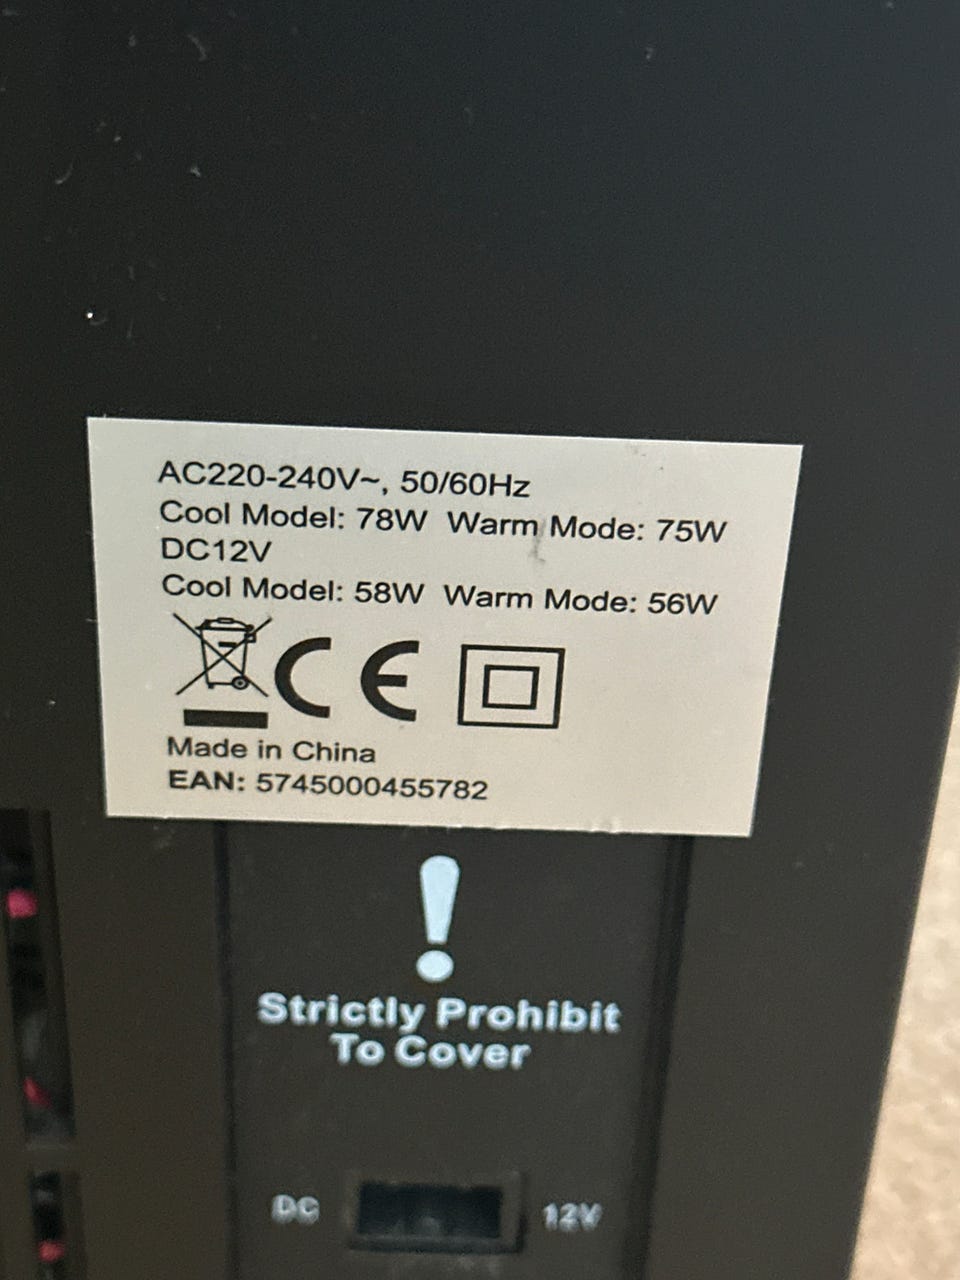 AC220-240V~, 50/60Hz
Cool Model: 78W Warm Mode: 75W
DC12V
Cool Model: 58W Warm Mode: 56W
CE
Made in China
EAN: 5745000455782
!
Strictly Prohibit
To Cover
DC 12V